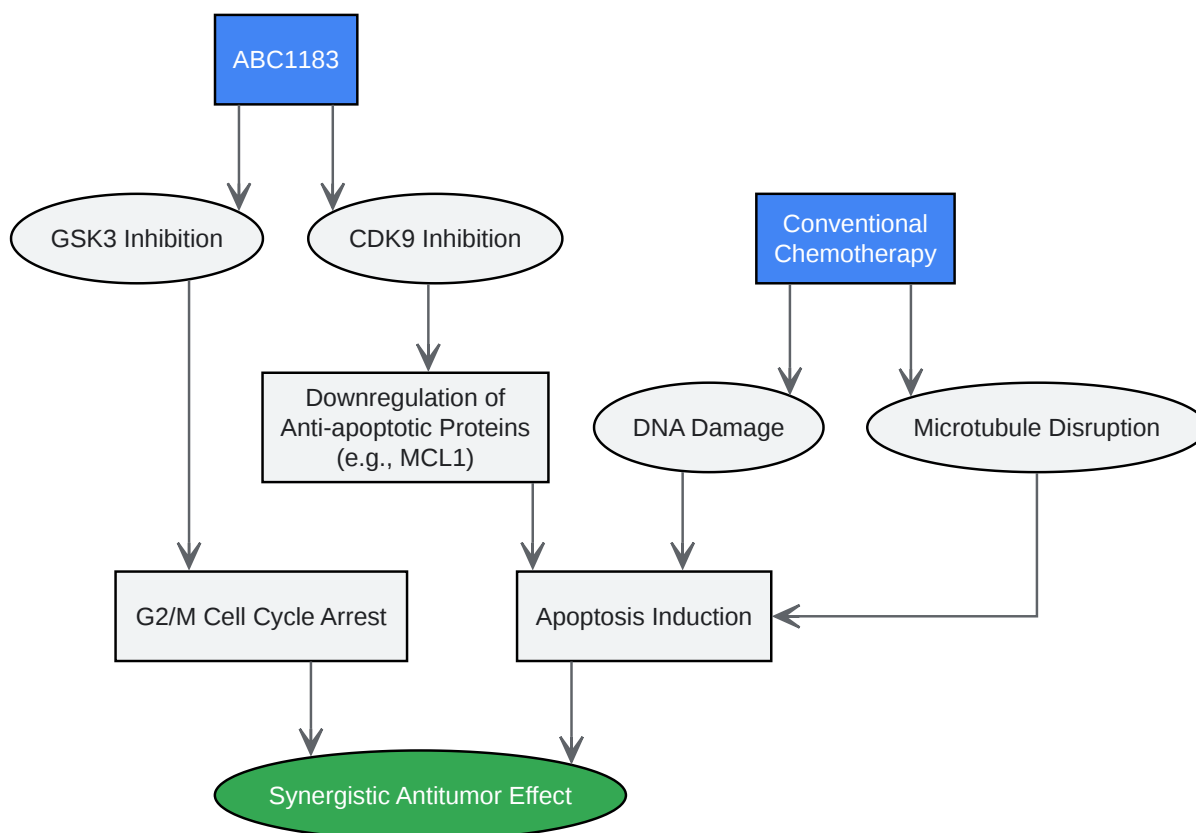 ABC1183
GSK3 Inhibition
CDK9 Inhibition
Conventional
Chemotherapy
Downregulation of
Anti-apoptotic Proteins
(e.g., MCL1)
DNA Damage
Microtubule Disruption
G2/M Cell Cycle Arrest
Apoptosis Induction
Synergistic Antitumor Effect